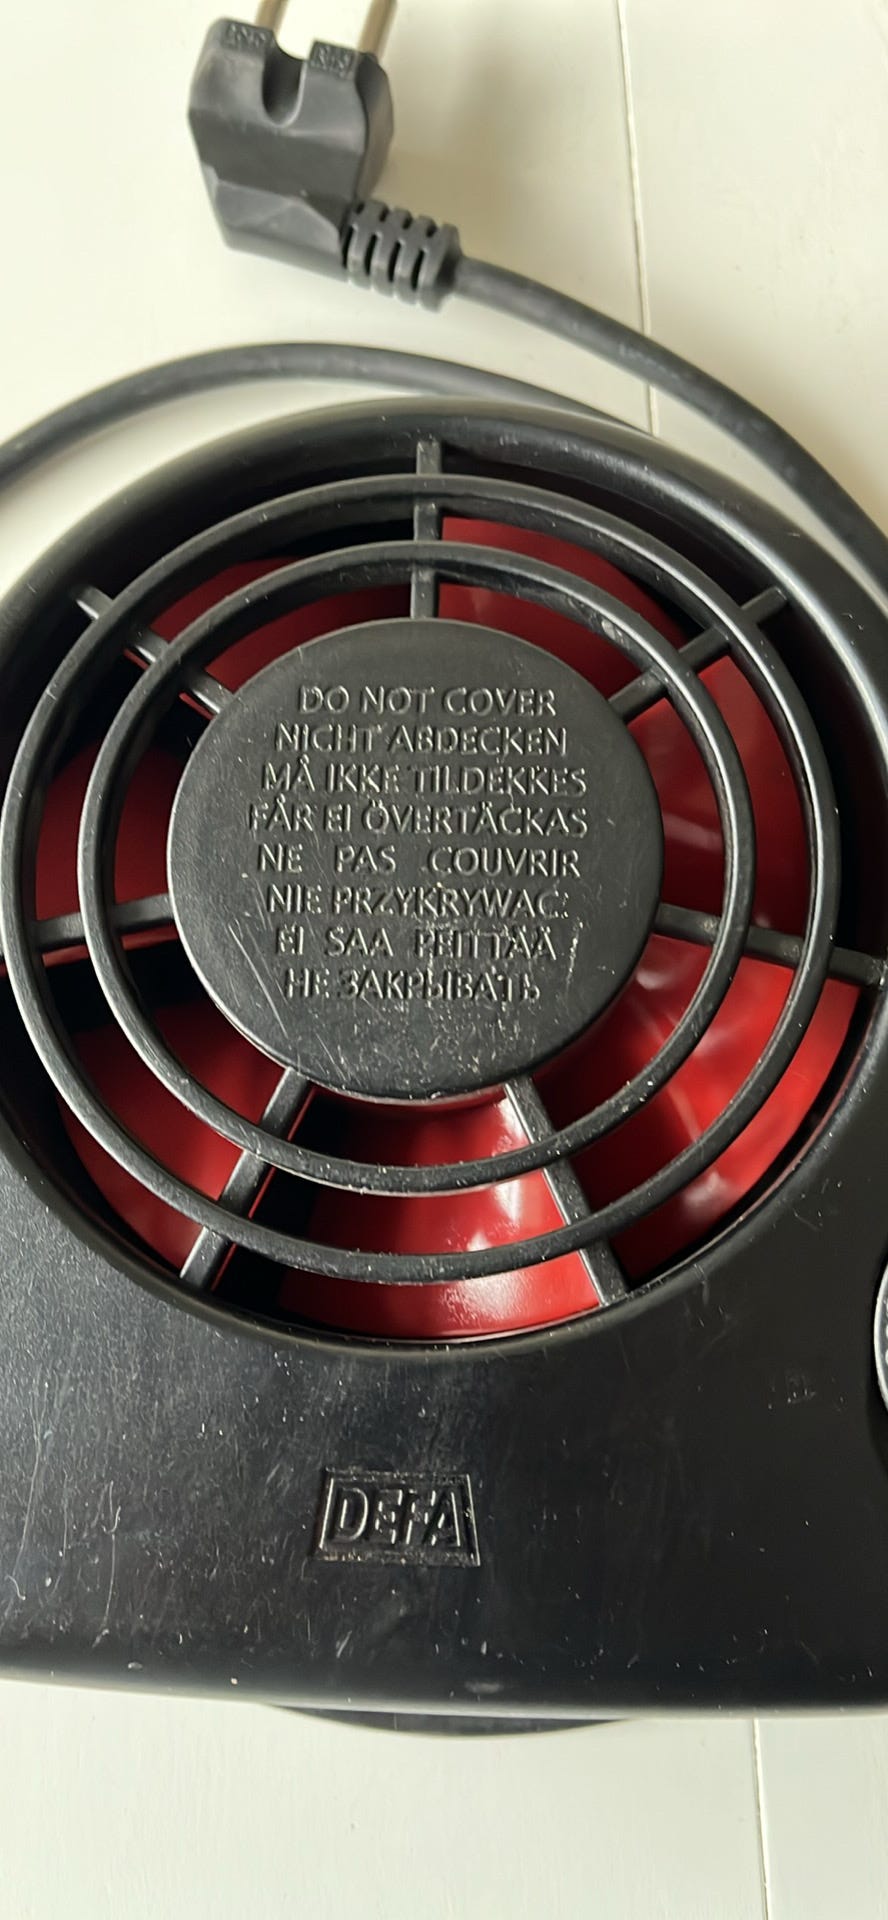 DO NOT COVER
NICHT ABDECKEN
MÅ IKKE TILDEKKES
FÅR EI ÖVERTÄCKAS
NE PAS COUVRIR
NIE PRZYKRYWAC
EI SAA PEITTÄÄ
НЕ ЗАКРЫВАТЬ
DEFA